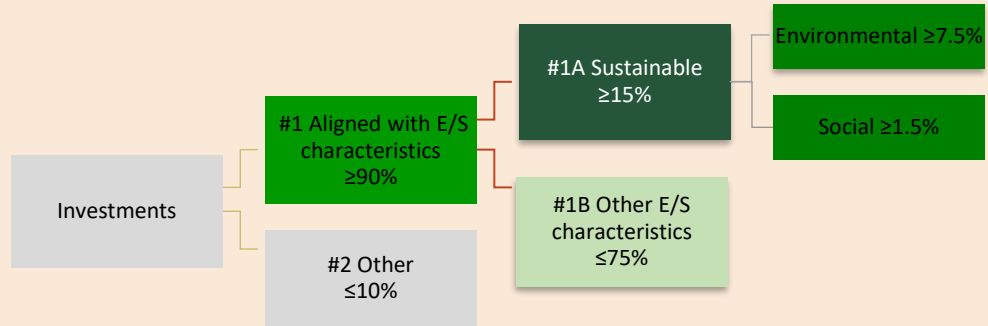 Investments
#1 Aligned with E/S
characteristics
≥90%
#2 Other
≤10%
#1A Sustainable
≥15%
#1B Other E/S
characteristics
≤75%
Environmental ≥7.5%
Social ≥1.5%